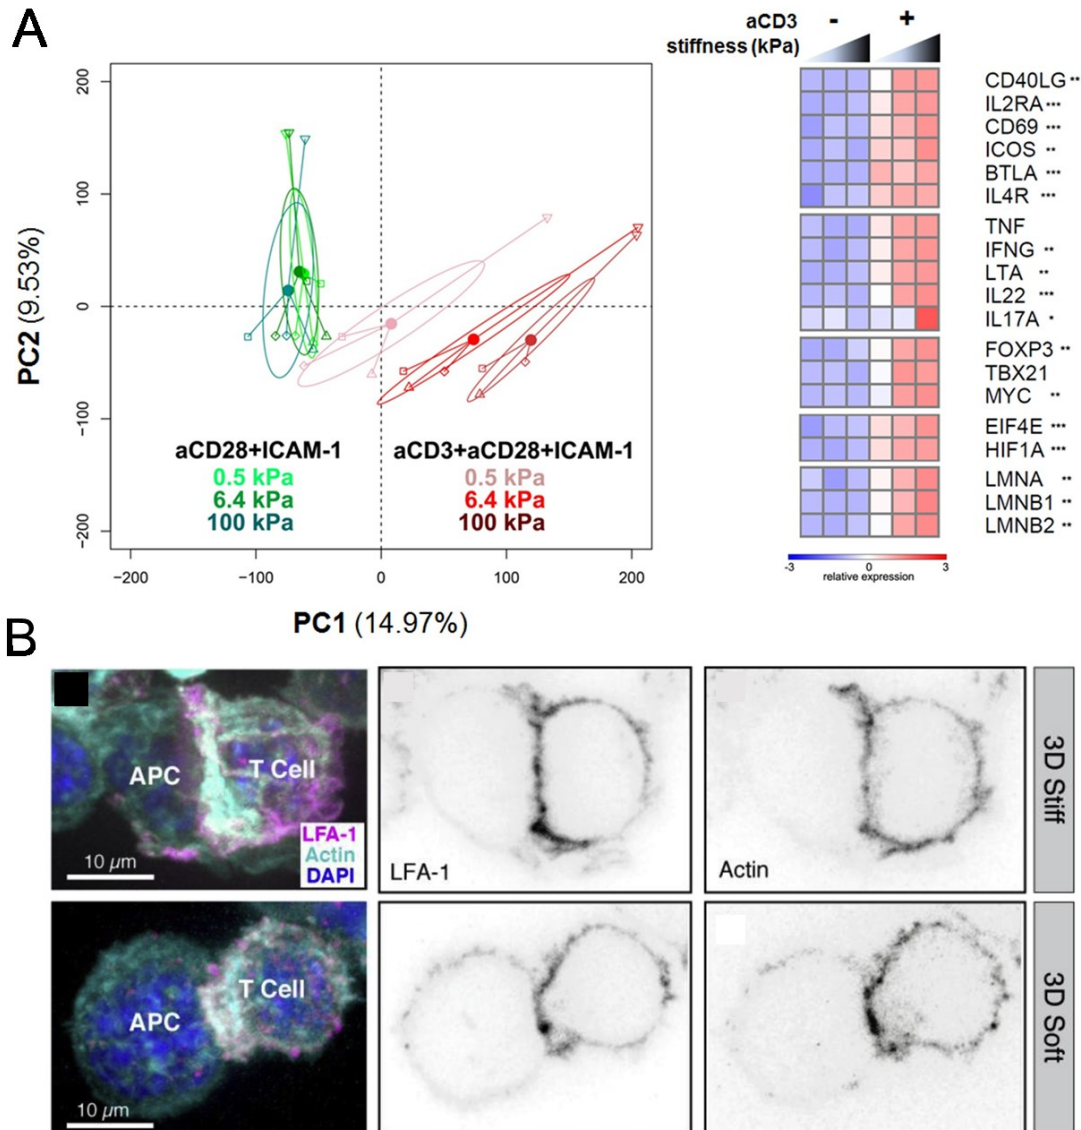 A
aCD3 - +
stiffness (kPa)
PC2 (9.53%)
200
100
0
−100
−200
aCD28+ICAM-1
0.5 kPa
6.4 kPa
100 kPa
aCD3+aCD28+ICAM-1
0.5 kPa
6.4 kPa
100 kPa
−200 −100 0 100 200
PC1 (14.97%)
CD40LG **
IL2RA ***
CD69 ***
ICOS **
BTLA ***
IL4R ***
TNF
IFNG **
LTA **
IL22 ***
IL17A *
FOXP3 **
TBX21
MYC **
EIF4E ***
HIF1A ***
LMNA **
LMNB1 **
LMNB2 **
-3 0 3
relative expression
B
APC
T Cell
LFA-1
Actin
DAPI
10 µm
LFA-1
Actin
3D Stiff
APC
T Cell
10 µm
3D Soft